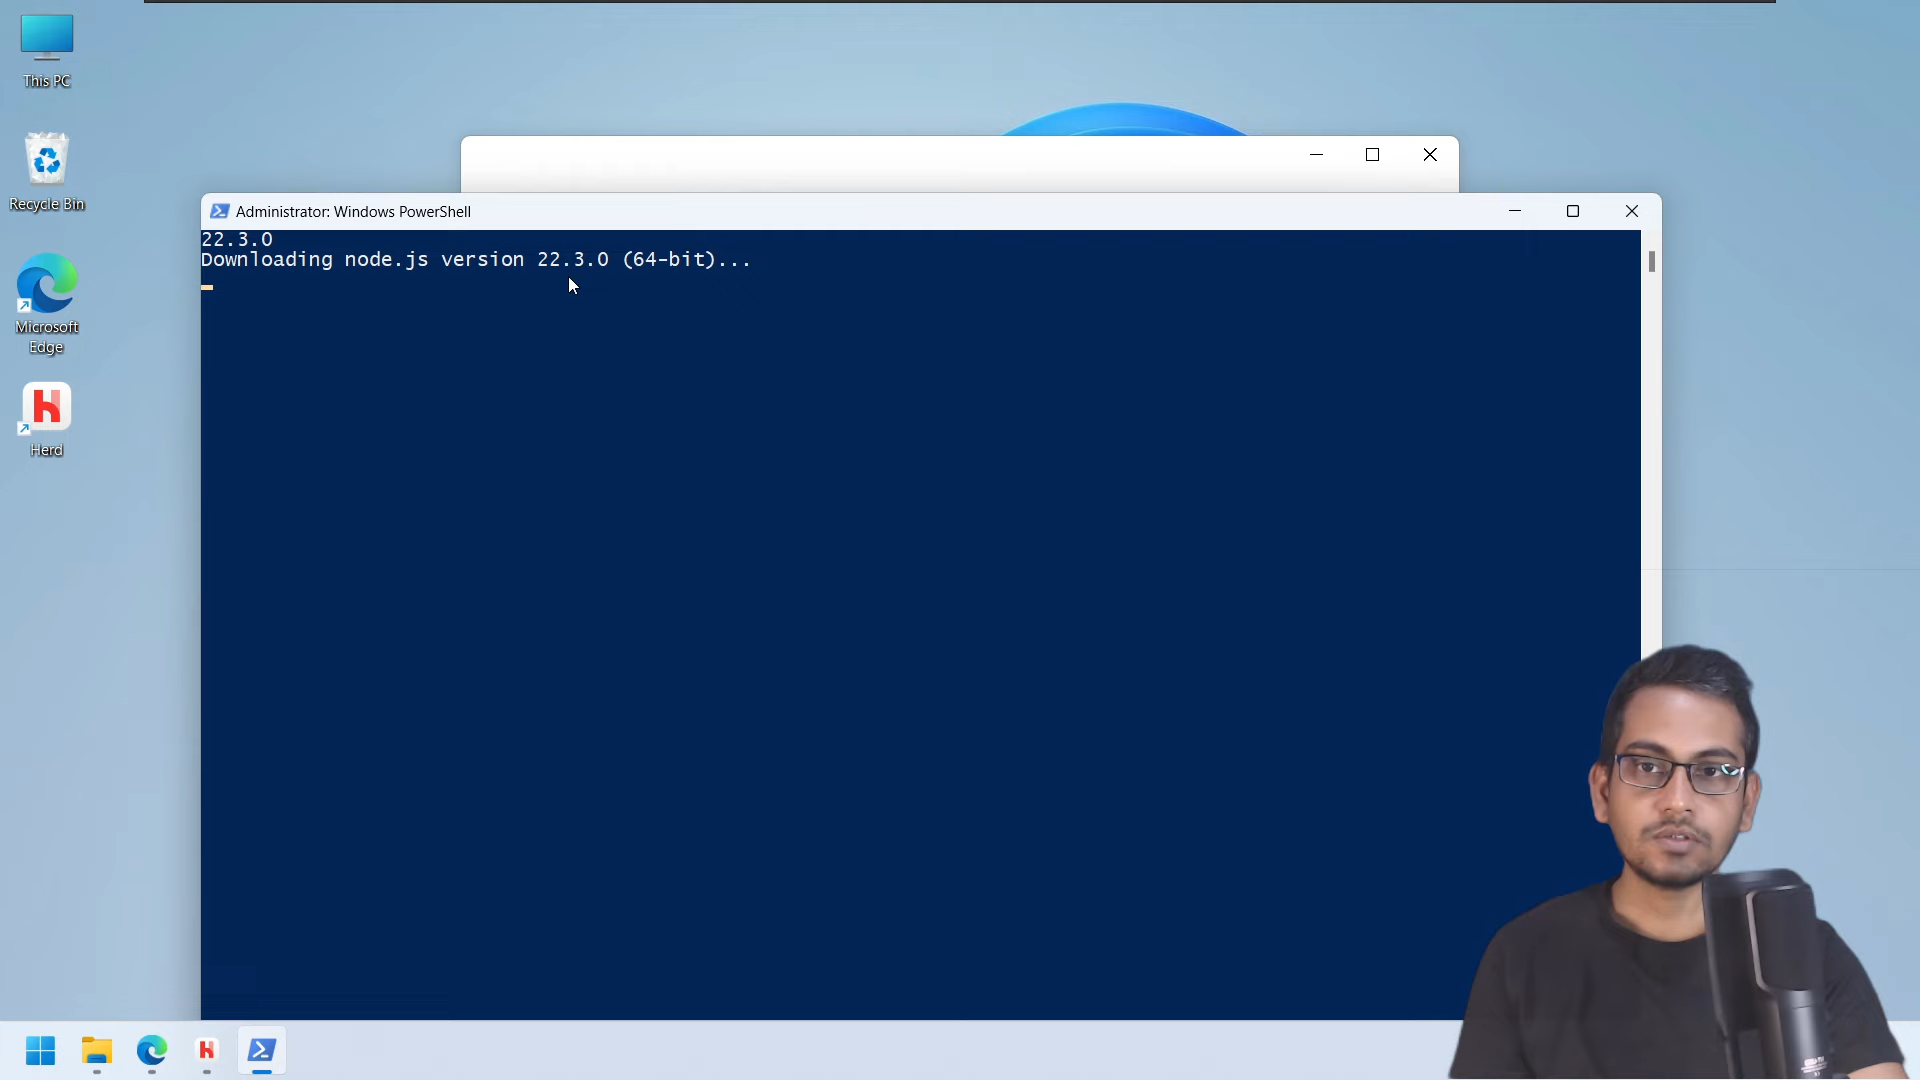 This PC
Recycle Bin
Microsoft
Edge
Herd
Administrator: Windows PowerShell
22.3.0
Downloading node.js version 22.3.0 (64-bit)...